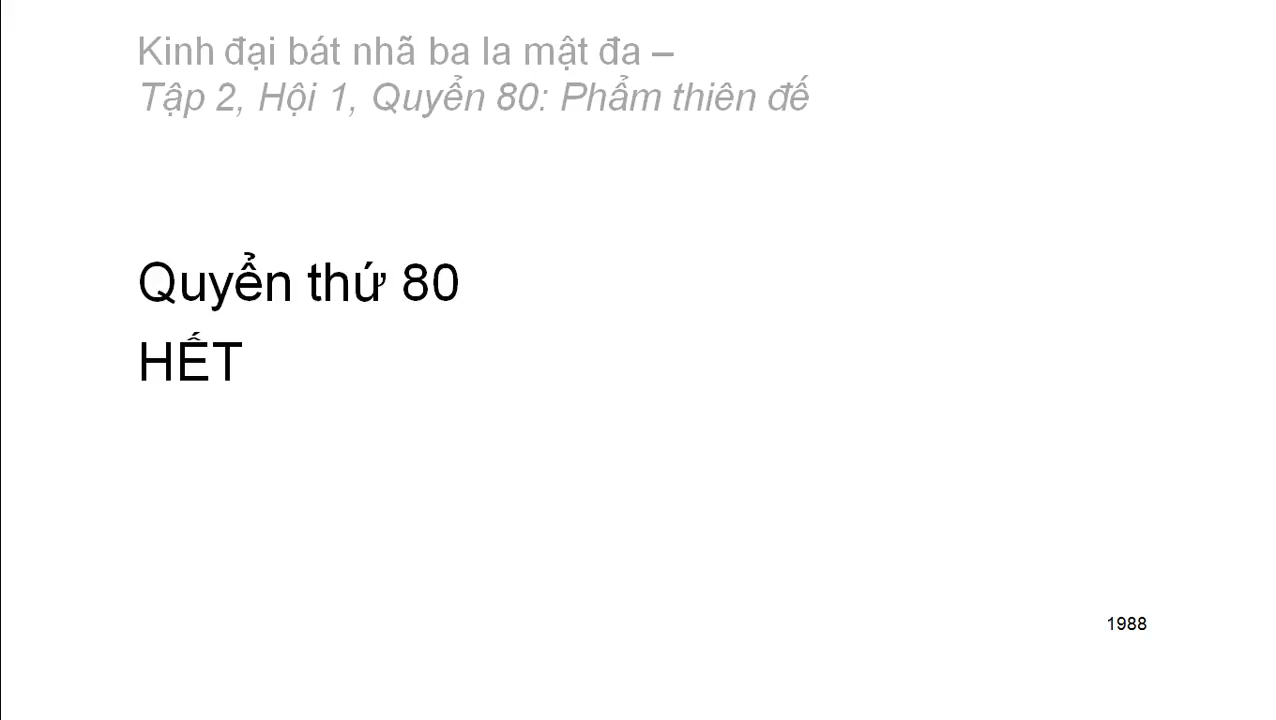 Kinh đại bát nhã ba la mật đa –
Tập 2, Hội 1, Quyển 80: Phẩm thiên đế
Quyển thứ 80
HẾT
1988